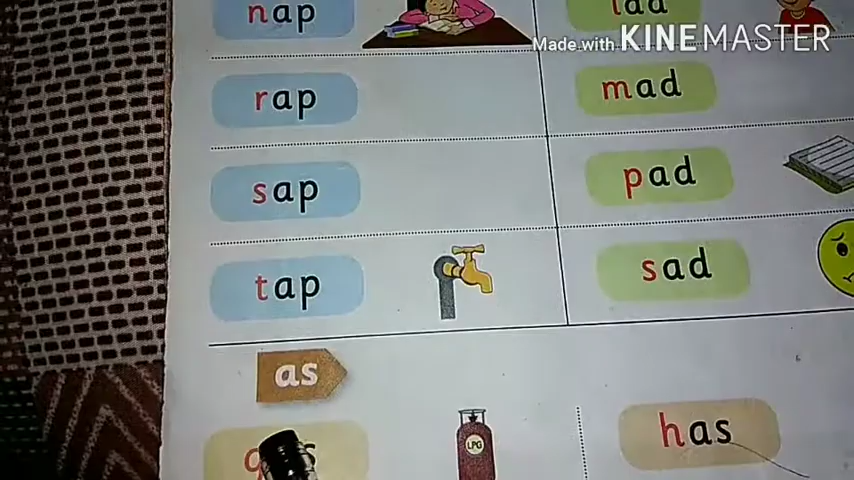 nap
Made with KINEMASTER
rap
mad
sap
pad
tap
sad
as
LPG
has